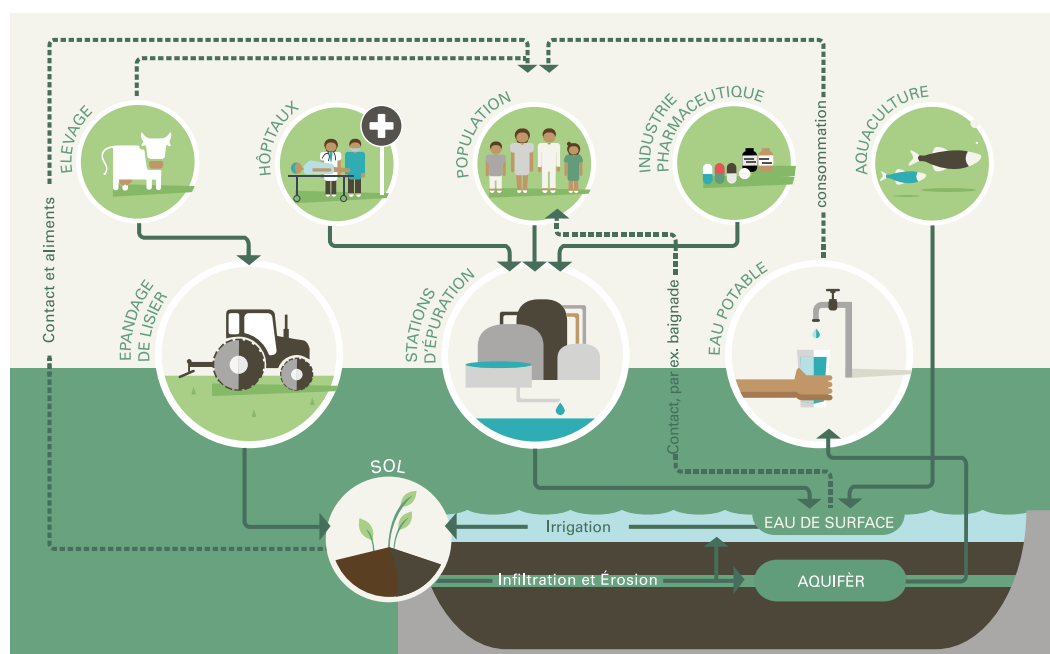 ELEVAGE
HÔPITAUX
POPULATION
INDUSTRIE
PHARMACEUTIQUE
AQUACULTURE
consommation
Contact et aliments
EPANDAGE
DE LISIER
STATIONS
D'ÉPURATION
Contact, par ex. baignade
EAU POTABLE
SOL
Irrigation
EAU DE SURFACE
Infiltration et Érosion
AQUIFÈR